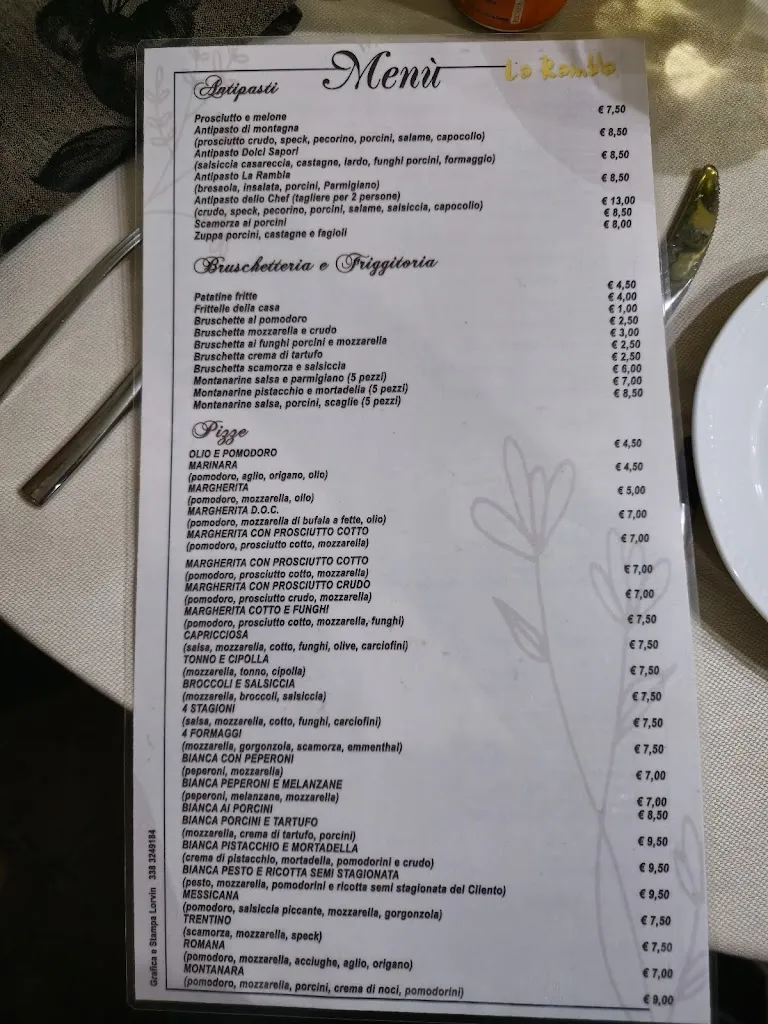 Menù
La Rambla
Antipasti
Prosciutto e melone € 7,50
Antipasto di montagna
(prosciutto crudo, speck, pecorino, porcini, salame, capocollo) € 8,50
Antipasto Dolci Sapori
(salsiccia casareccia, castagne, lardo, funghi porcini, formaggio) € 8,50
Antipasto La Rambla
(bresaola, insalata, porcini, Parmigiano) € 8,50
Antipasto dello Chef (tagliere per 2 persone)
(crudo, speck, pecorino, porcini, salame, salsiccia, capocollo) € 13,00
Scamorza ai porcini € 8,50
Zuppa porcini, castagne e fagioli € 8,00
Bruschetteria e Friggitoria
Patatine fritte € 4,50
Frittelle della casa € 4,00
Bruschette al pomodoro € 1,00
Bruschetta mozzarella e crudo € 2,50
Bruschetta ai funghi porcini e mozzarella € 3,00
Bruschetta crema di tartufo € 2,50
Bruschetta scamorza e salsiccia € 2,50
Montanarine salsa e parmigiano (5 pezzi) € 6,00
Montanarine pistacchio e mortadella (5 pezzi) € 7,00
Montanarine salsa, porcini, scaglie (5 pezzi) € 8,50
Pizze
OLIO E POMODORO € 4,50
MARINARA
(pomodoro, aglio, origano, olio) € 4,50
MARGHERITA
(pomodoro, mozzarella, olio) € 5,00
MARGHERITA D.O.C.
(pomodoro, mozzarella di bufala a fette, olio) € 7,00
MARGHERITA CON PROSCIUTTO COTTO
(pomodoro, prosciutto cotto, mozzarella) € 7,00
MARGHERITA CON PROSCIUTTO COTTO
(pomodoro, prosciutto cotto, mozzarella) € 7,00
MARGHERITA CON PROSCIUTTO CRUDO
(pomodoro, prosciutto crudo, mozzarella) € 7,00
MARGHERITA COTTO E FUNGHI
(pomodoro, prosciutto cotto, mozzarella, funghi) € 7,50
CAPRICCIOSA
(salsa, mozzarella, cotto, funghi, olive, carciofini) € 7,50
TONNO E CIPOLLA
(mozzarella, tonno, cipolla) € 7,50
BROCCOLI E SALSICCIA
(mozzarella, broccoli, salsiccia) € 7,50
4 STAGIONI
(salsa, mozzarella, cotto, funghi, carciofini) € 7,50
4 FORMAGGI
(mozzarella, gorgonzola, scamorza, emmenthal) € 7,50
BIANCA CON PEPERONI
(peperoni, mozzarella) € 7,00
BIANCA PEPERONI E MELANZANE
(peperoni, melanzane, mozzarella) € 7,00
BIANCA AI PORCINI € 8,50
BIANCA PORCINI E TARTUFO
(mozzarella, crema di tartufo, porcini) € 9,50
BIANCA PISTACCHIO E MORTADELLA
(crema di pistacchio, mortadella, pomodorini e crudo) € 9,50
BIANCA PESTO E RICOTTA SEMI STAGIONATA
(pesto, mozzarella, pomodorini e ricotta semi stagionata del Cilento) € 9,50
MESSICANA
(pomodoro, salsiccia piccante, mozzarella, gorgonzola) € 7,50
TRENTINO
(scamorza, mozzarella, speck) € 7,50
ROMANA
(pomodoro, mozzarella, acciughe, aglio, origano) € 7,00
MONTANARA
(pomodoro, mozzarella, porcini, crema di noci, pomodorini) € 9,00
Grafica e Stampa Lorvin 338 3249184